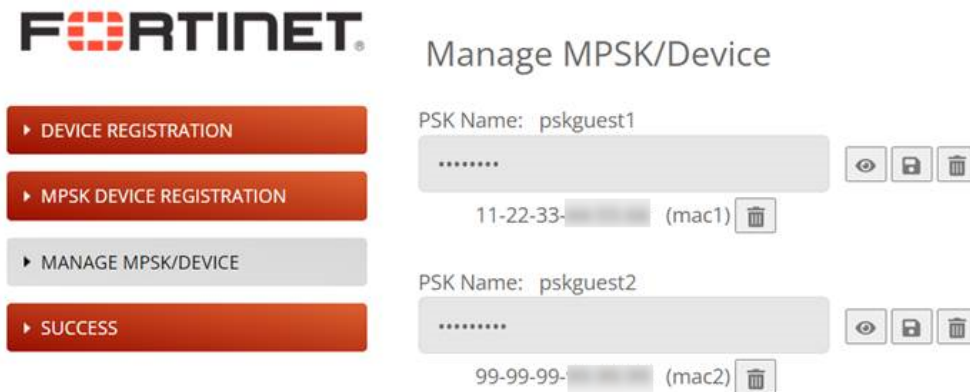 FORTINET
Manage MPSK/Device
DEVICE REGISTRATION
MPSK DEVICE REGISTRATION
MANAGE MPSK/DEVICE
SUCCESS
PSK Name: pskguest1
••••••••
11-22-33- (mac1)
PSK Name: pskguest2
•••••••••
99-99-99- (mac2)